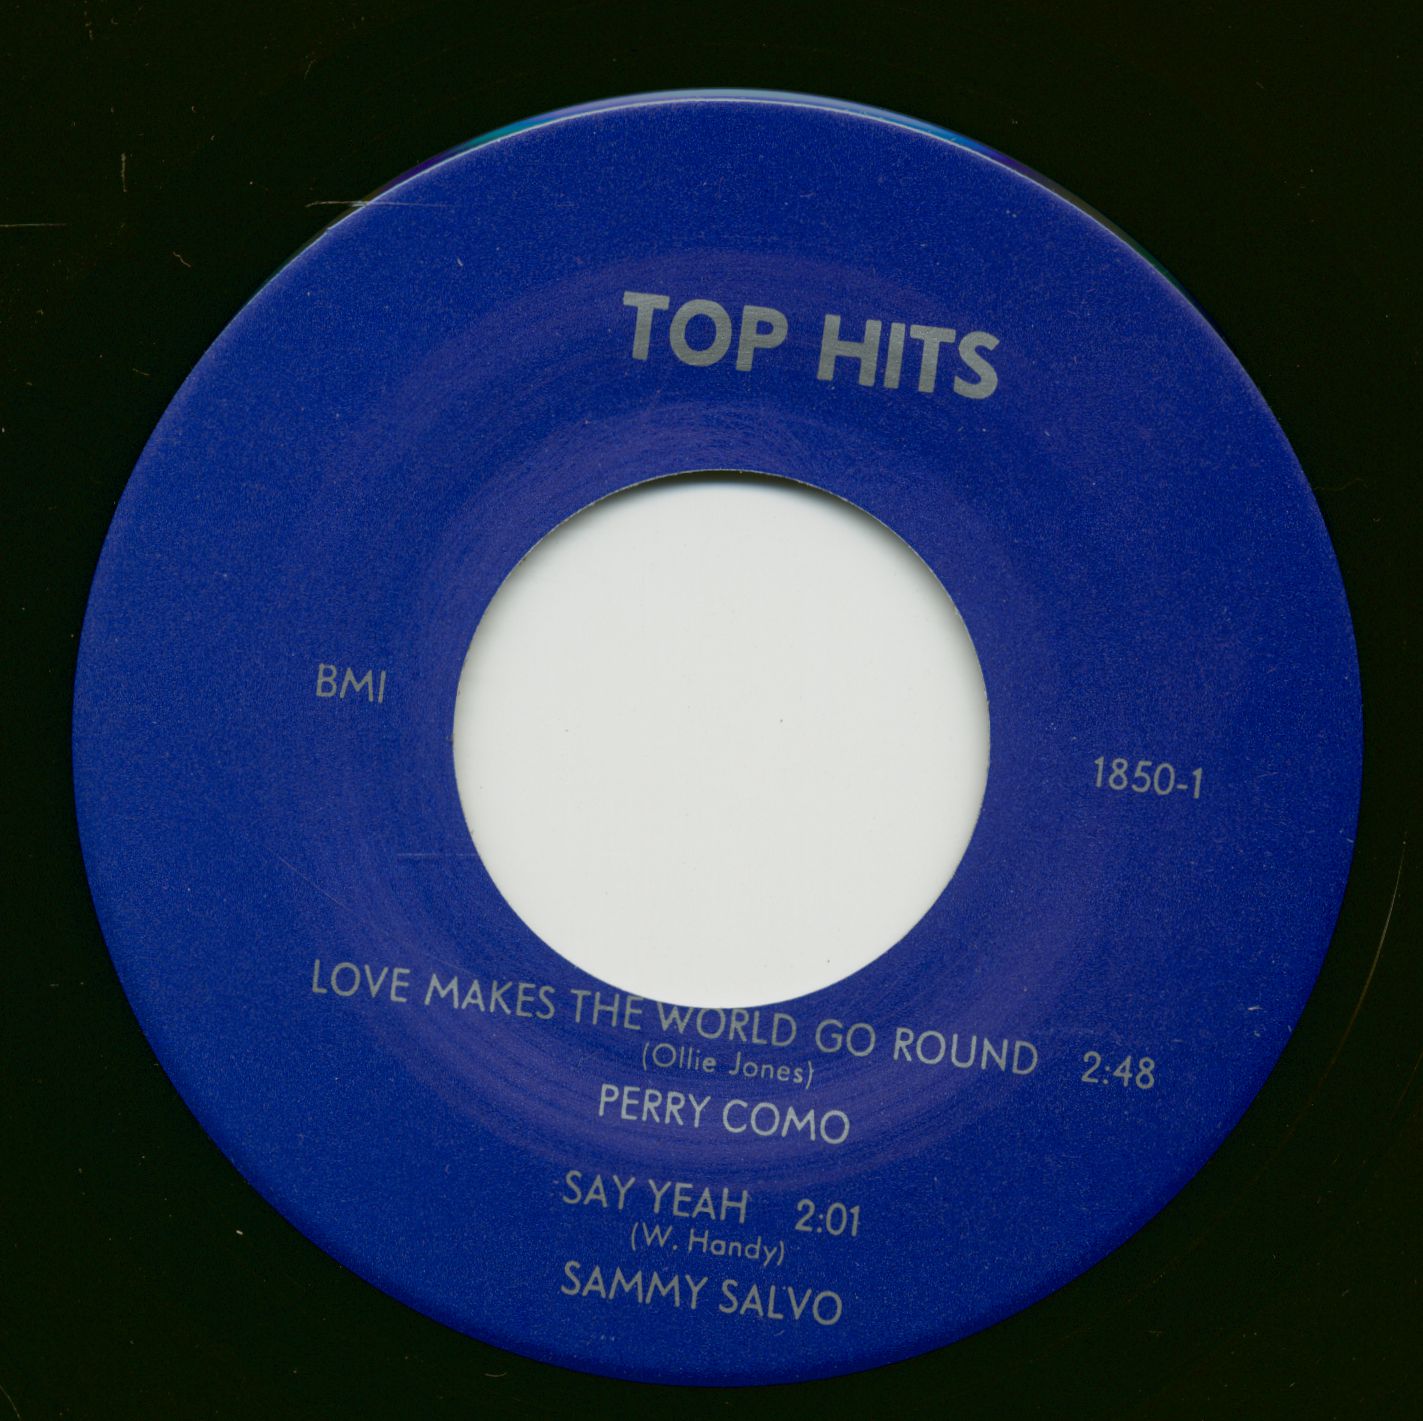 TOP HITS
BMI
1850-1
LOVE MAKES THE WORLD GO ROUND 2:48
(Ollie Jones)
PERRY COMO
SAY YEAH 2:01
(W. Handy)
SAMMY SALVO